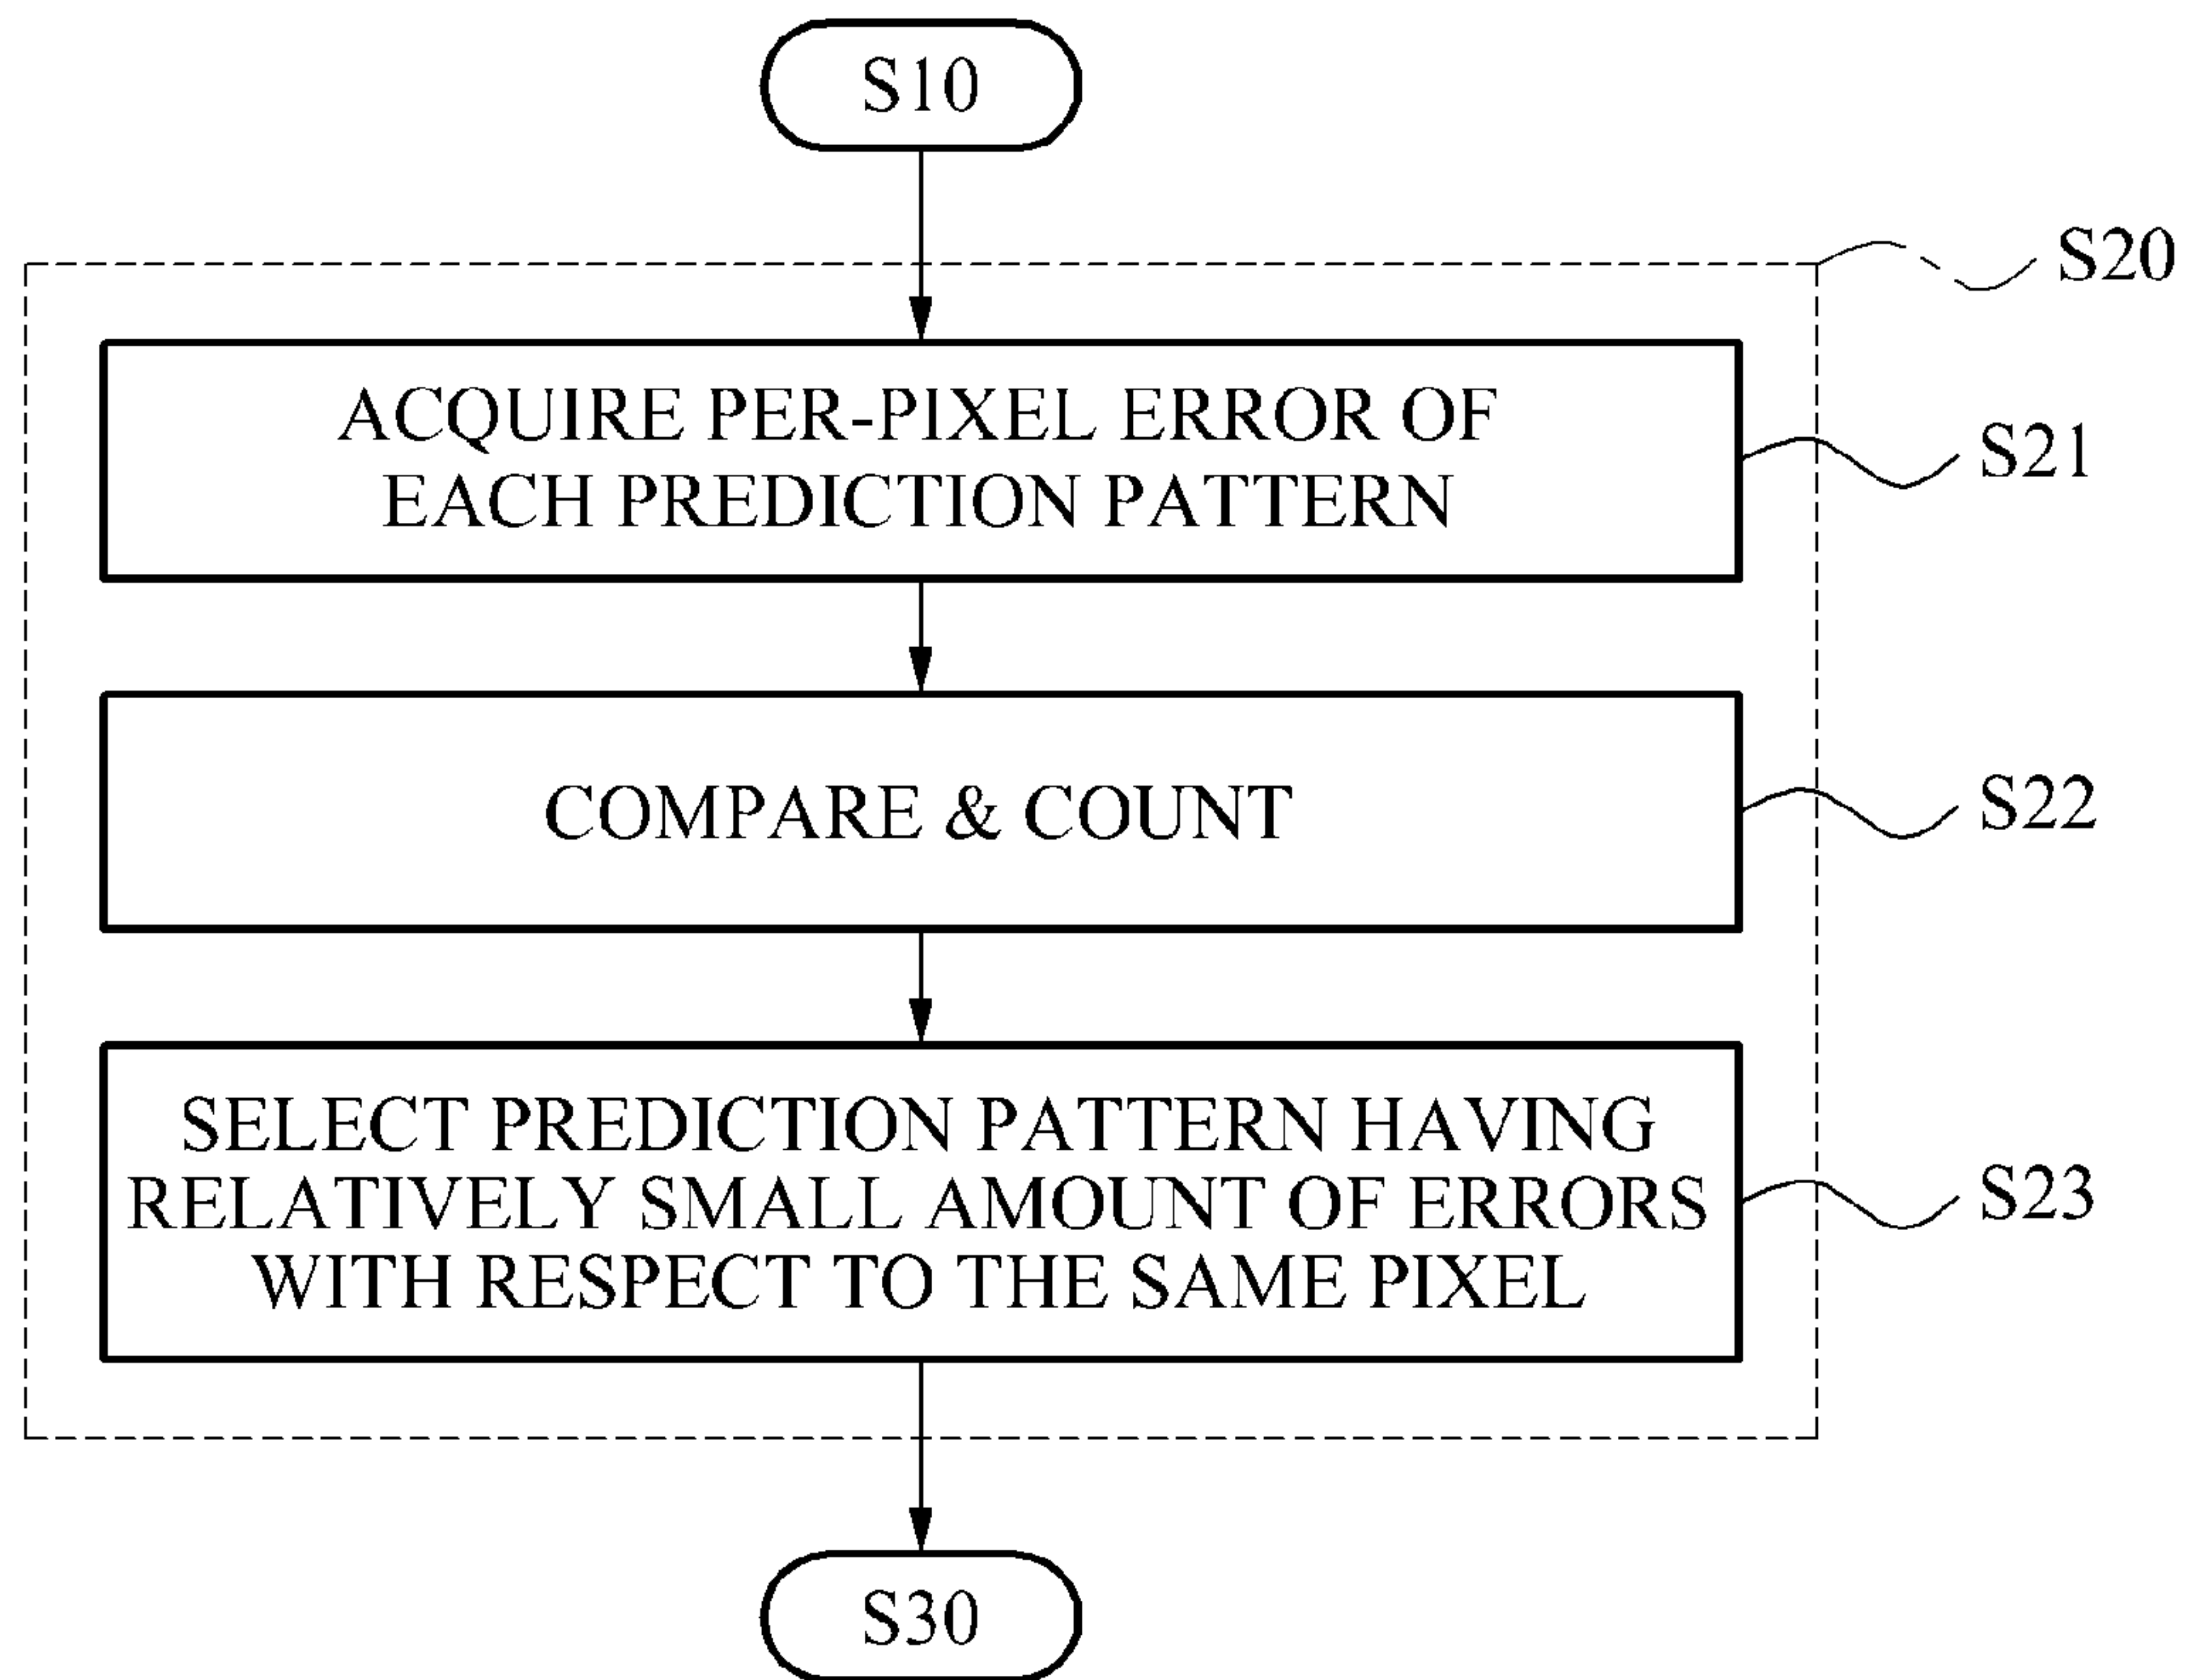 S10
S20
ACQUIRE PER-PIXEL ERROR OF
EACH PREDICTION PATTERN
S21
COMPARE & COUNT
S22
SELECT PREDICTION PATTERN HAVING
RELATIVELY SMALL AMOUNT OF ERRORS
WITH RESPECT TO THE SAME PIXEL
S23
S30